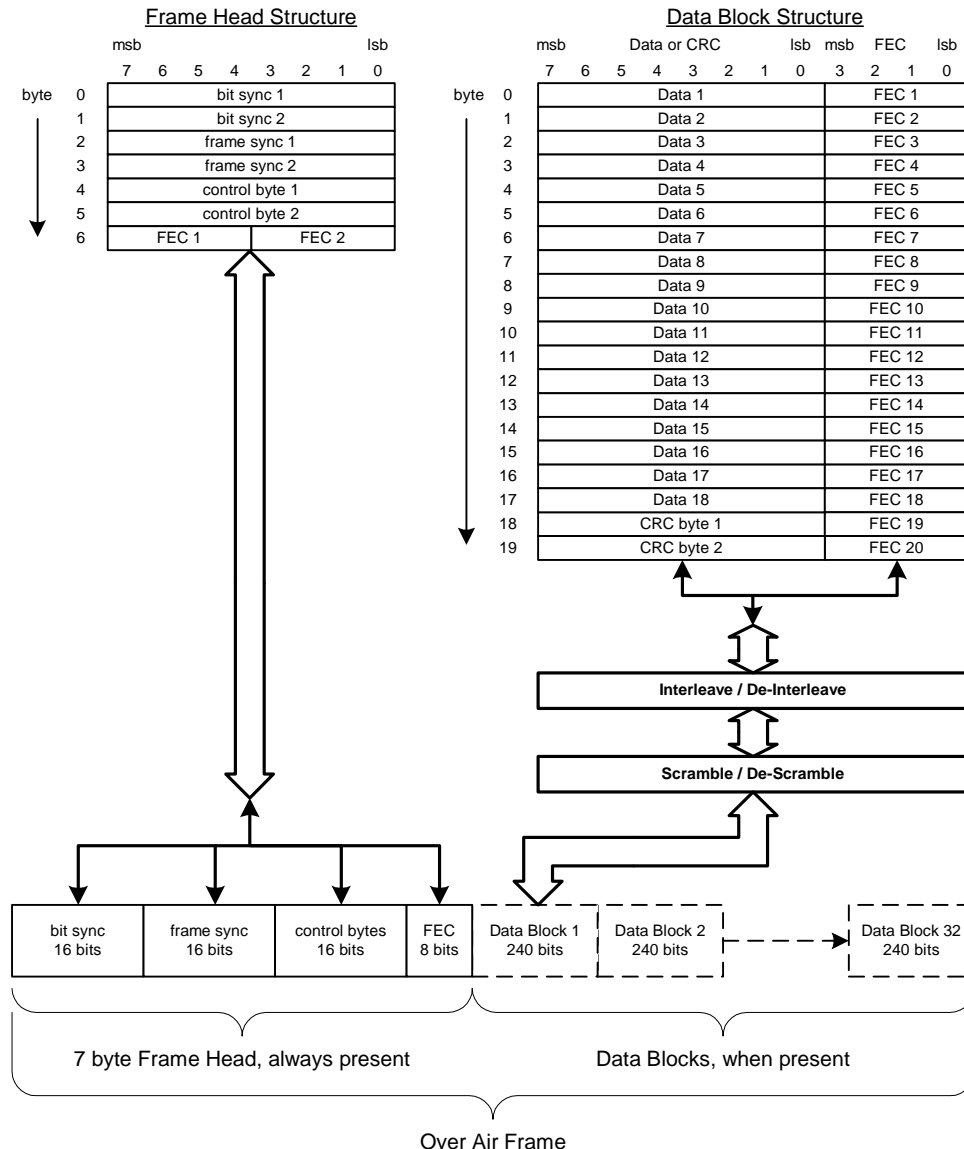 Frame Head Structure
msb lsb
7 6 5 4 3 2 1 0
byte 0 bit sync 1
1 bit sync 2
2 frame sync 1
3 frame sync 2
4 control byte 1
5 control byte 2
6 FEC 1 FEC 2
Data Block Structure
msb Data or CRC lsb msb FEC lsb
7 6 5 4 3 2 1 0 3 2 1 0
byte 0 Data 1 FEC 1
1 Data 2 FEC 2
2 Data 3 FEC 3
3 Data 4 FEC 4
4 Data 5 FEC 5
5 Data 6 FEC 6
6 Data 7 FEC 7
7 Data 8 FEC 8
8 Data 9 FEC 9
9 Data 10 FEC 10
10 Data 11 FEC 11
11 Data 12 FEC 12
12 Data 13 FEC 13
13 Data 14 FEC 14
14 Data 15 FEC 15
15 Data 16 FEC 16
16 Data 17 FEC 17
17 Data 18 FEC 18
18 CRC byte 1 FEC 19
19 CRC byte 2 FEC 20
Interleave / De-Interleave
Scramble / De-Scramble
bit sync
16 bits
frame sync
16 bits
control bytes
16 bits
FEC
8 bits
Data Block 1
240 bits
Data Block 2
240 bits
Data Block 32
240 bits
7 byte Frame Head, always present
Data Blocks, when present
Over Air Frame